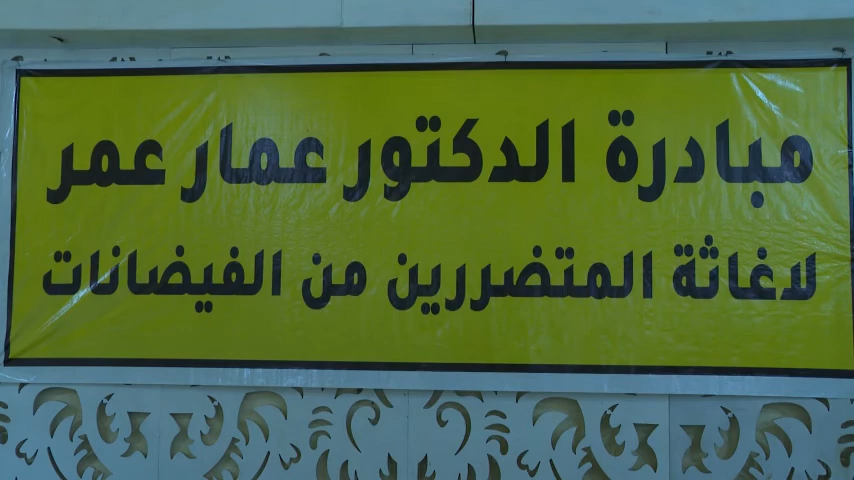 مبادرة الدكتور عمار عمر
لاغاثة المتضررين من الفيضانات